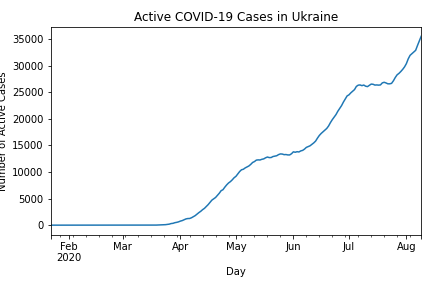 Active COVID-19 Cases in Ukraine
Number of Active Cases
35000
30000
25000
20000
15000
10000
5000
0
Feb Mar Apr May Jun Jul Aug
2020
Day